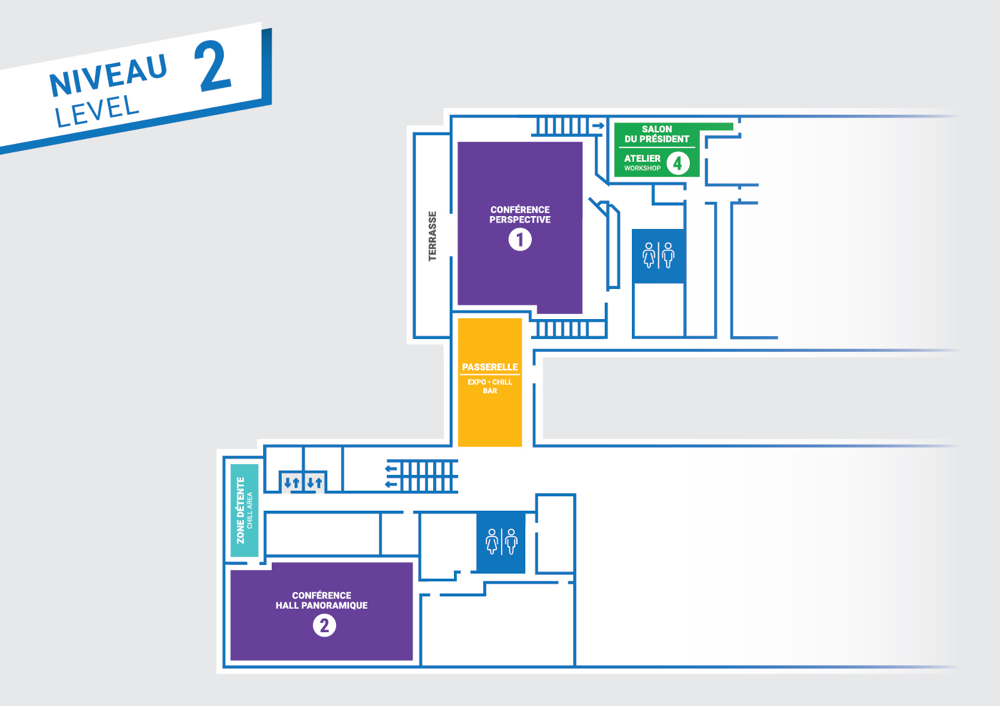 NIVEAU 2
LEVEL
SALON
DU PRÉSIDENT
ATELIER 4
WORKSHOP
TERRASSE
CONFÉRENCE
PERSPECTIVE
1
PASSERELLE
EXPO • CHILL
BAR
ZONE DÉTENTE
CHILL AREA
CONFÉRENCE
HALL PANORAMIQUE
2